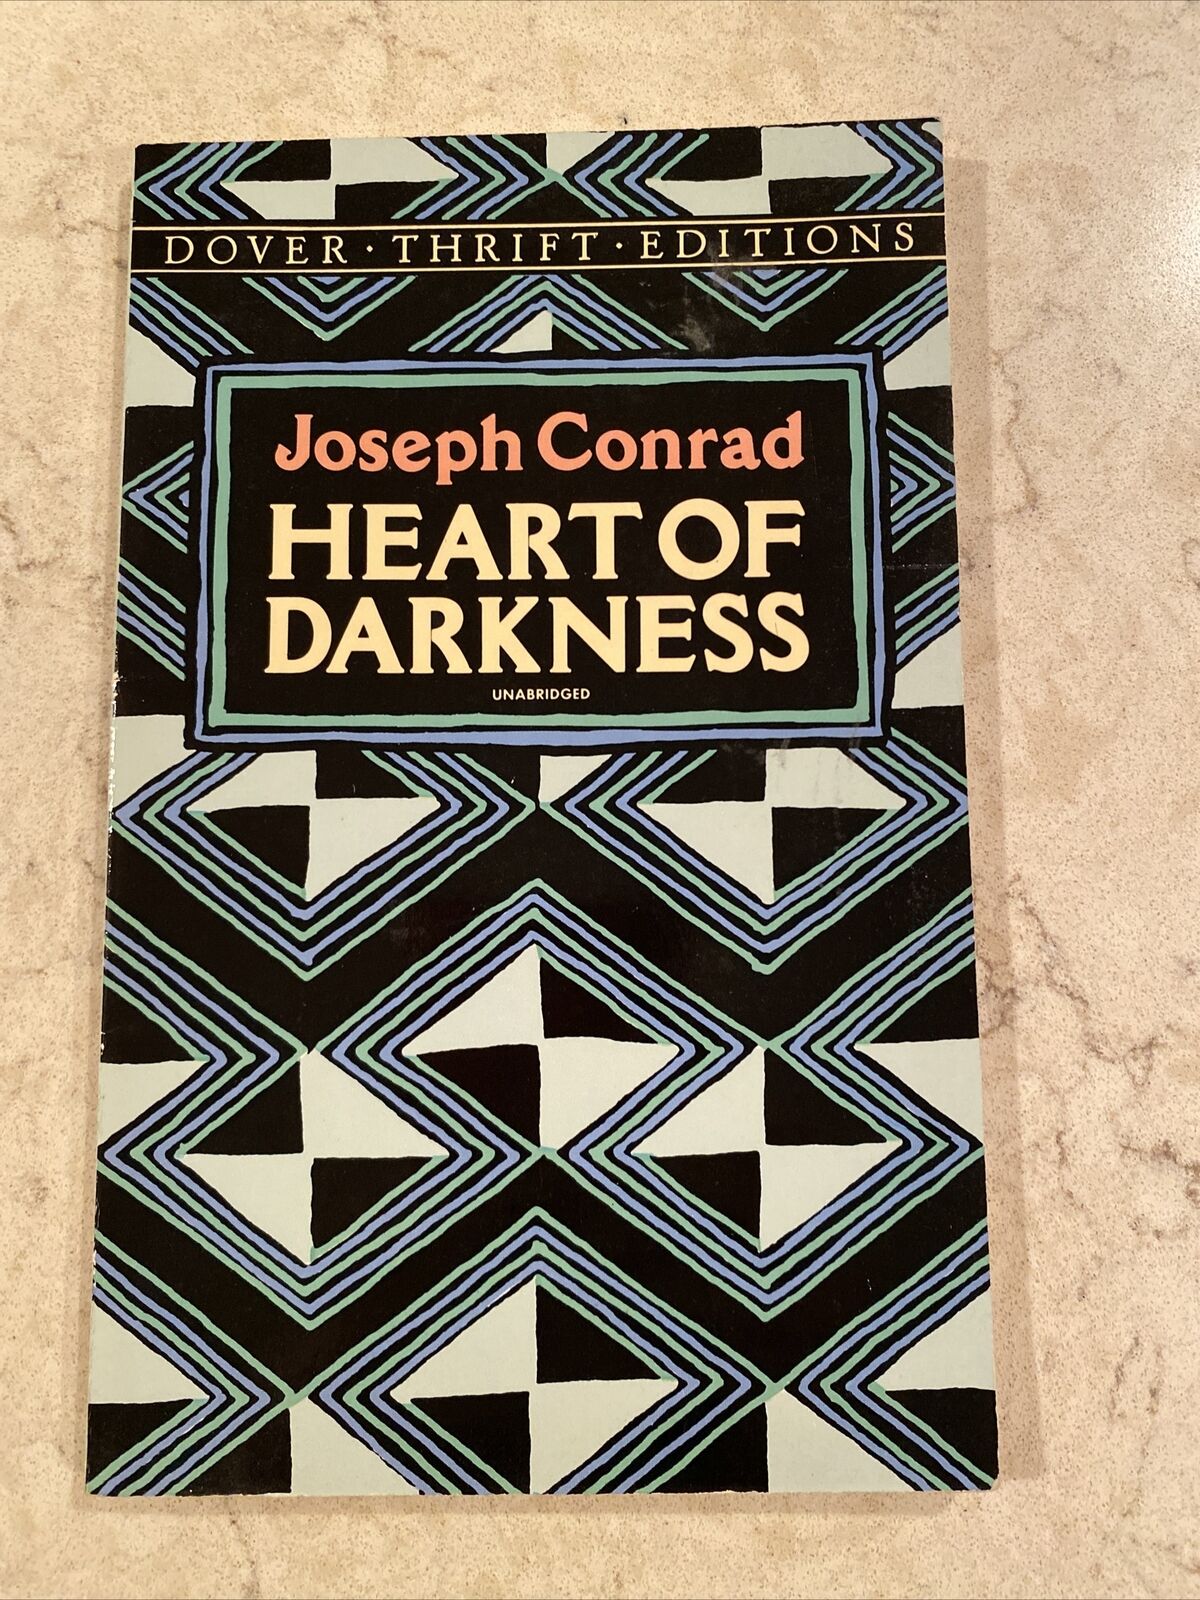 DOVER · THRIFT · EDITIONS
Joseph Conrad
HEART OF
DARKNESS
UNABRIDGED